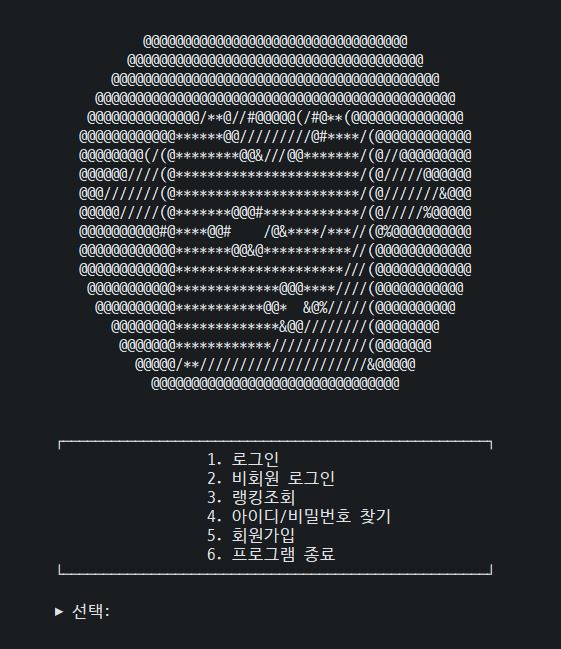 1. 로그인
2. 비회원 로그인
3. 랭킹조회
4. 아이디/비밀번호 찾기
5. 회원가입
6. 프로그램 종료
► 선택: